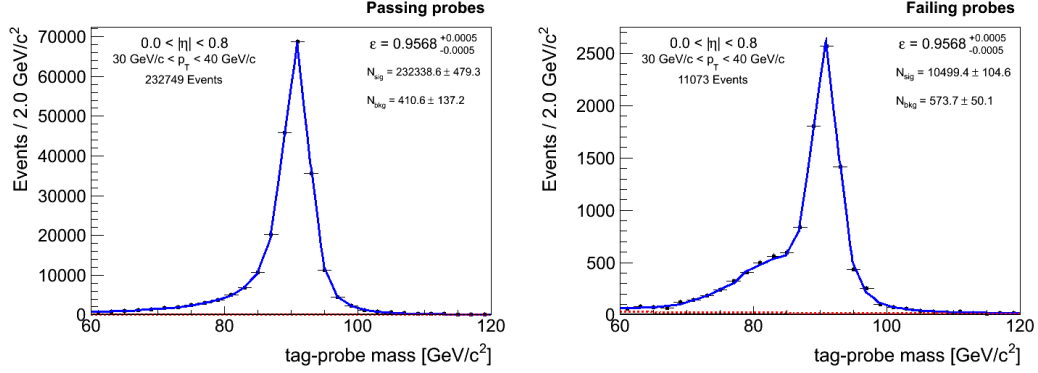 Passing probes
0.0 < |η| < 0.8
30 GeV/c < p_T < 40 GeV/c
232749 Events
ε = 0.9568 +0.0005 -0.0005
N_sig = 232338.6 ± 479.3
N_bkg = 410.6 ± 137.2
Events / 2.0 GeV/c²
70000
60000
50000
40000
30000
20000
10000
0
60 80 100 120
tag-probe mass [GeV/c²]
Failing probes
0.0 < |η| < 0.8
30 GeV/c < p_T < 40 GeV/c
11073 Events
ε = 0.9568 +0.0005 -0.0005
N_sig = 10499.4 ± 104.6
N_bkg = 573.7 ± 50.1
Events / 2.0 GeV/c²
2500
2000
1500
1000
500
0
60 80 100 120
tag-probe mass [GeV/c²]